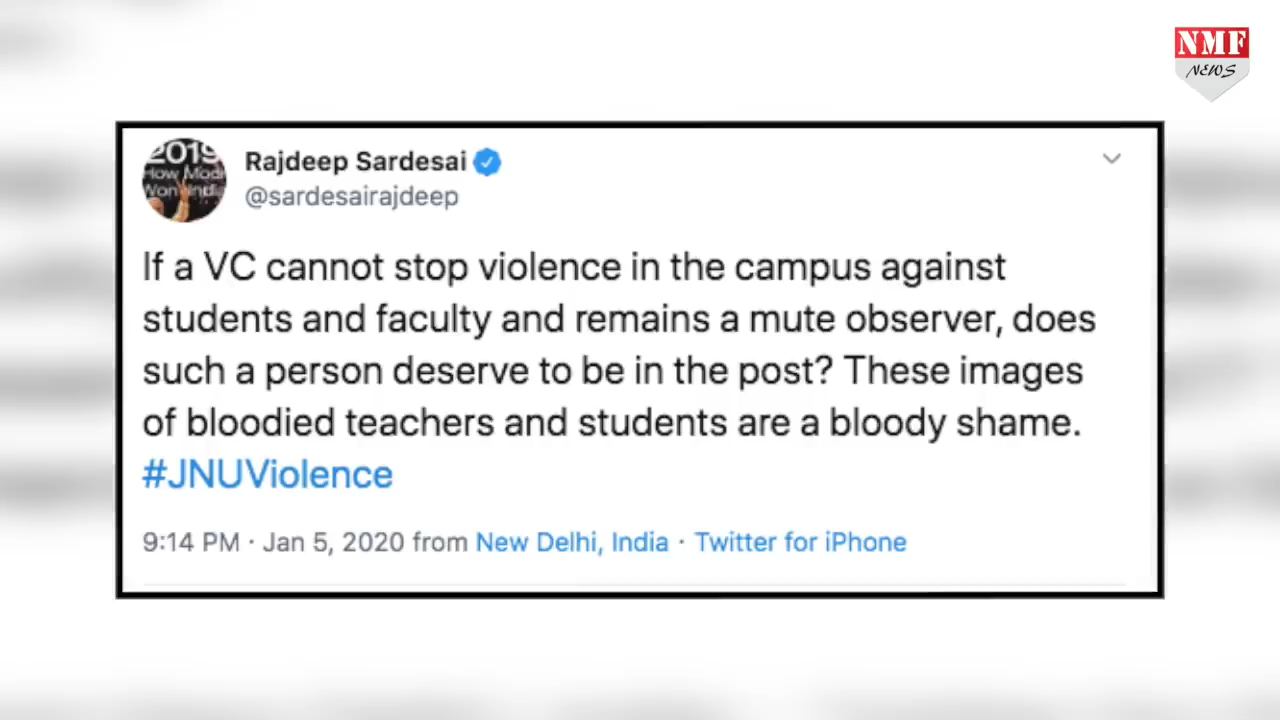 NMF
NEWS
2019
How Modi
Won India
Rajdeep Sardesai
@sardesairajdeep
If a VC cannot stop violence in the campus against
students and faculty and remains a mute observer, does
such a person deserve to be in the post? These images
of bloodied teachers and students are a bloody shame.
#JNUViolence
9:14 PM · Jan 5, 2020 from New Delhi, India · Twitter for iPhone